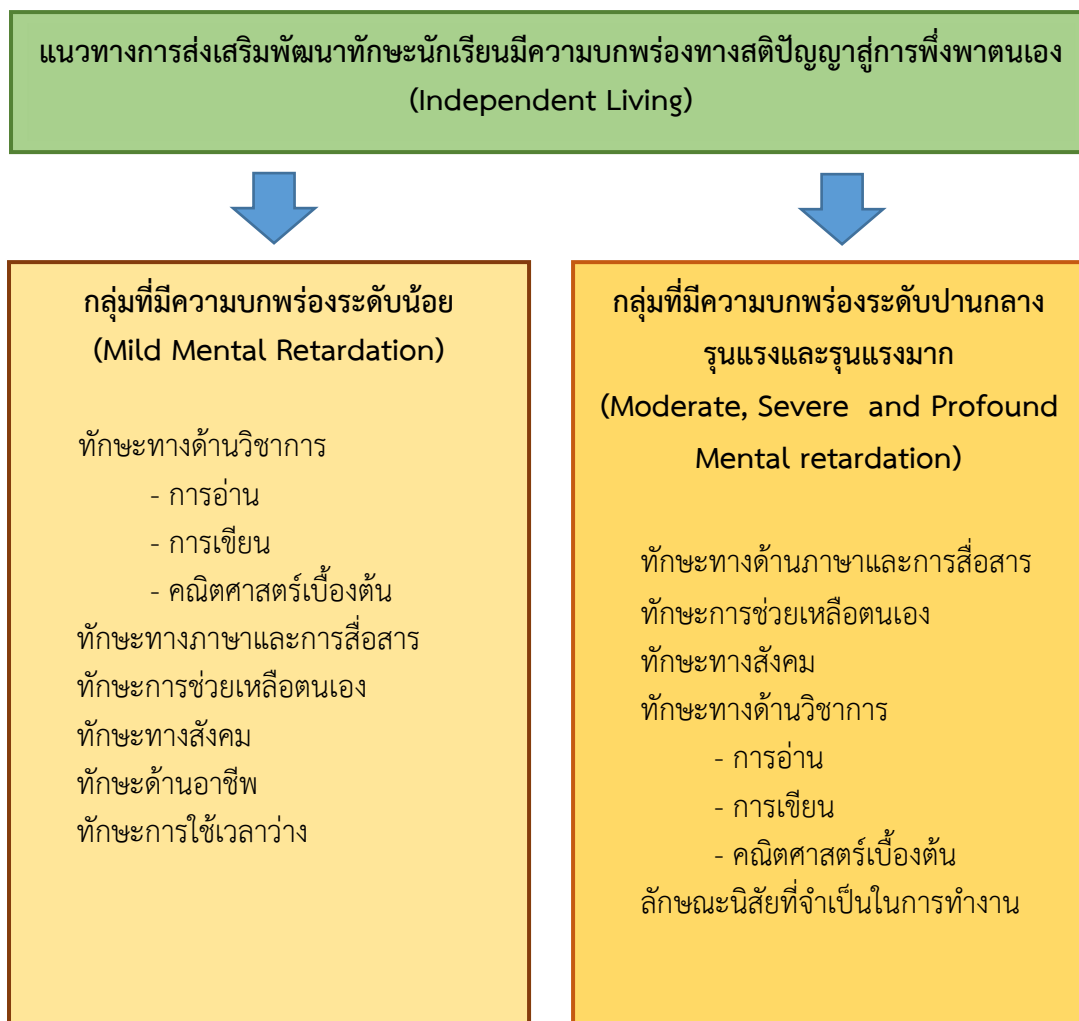 แนวทางการส่งเสริมพัฒนาทักษะนักเรียนมีความบกพร่องทางสติปัญญาสู่การพึ่งพาตนเอง
(Independent Living)
กลุ่มที่มีความบกพร่องระดับน้อย
(Mild Mental Retardation)
ทักษะทางด้านวิชาการ
- การอ่าน
- การเขียน
- คณิตศาสตร์เบื้องต้น
ทักษะทางภาษาและการสื่อสาร
ทักษะการช่วยเหลือตนเอง
ทักษะทางสังคม
ทักษะด้านอาชีพ
ทักษะการใช้เวลาว่าง
กลุ่มที่มีความบกพร่องระดับปานกลาง
รุนแรงและรุนแรงมาก
(Moderate, Severe and Profound
Mental retardation)
ทักษะทางด้านภาษาและการสื่อสาร
ทักษะการช่วยเหลือตนเอง
ทักษะทางสังคม
ทักษะทางด้านวิชาการ
- การอ่าน
- การเขียน
- คณิตศาสตร์เบื้องต้น
ลักษณะนิสัยที่จำเป็นในการทำงาน